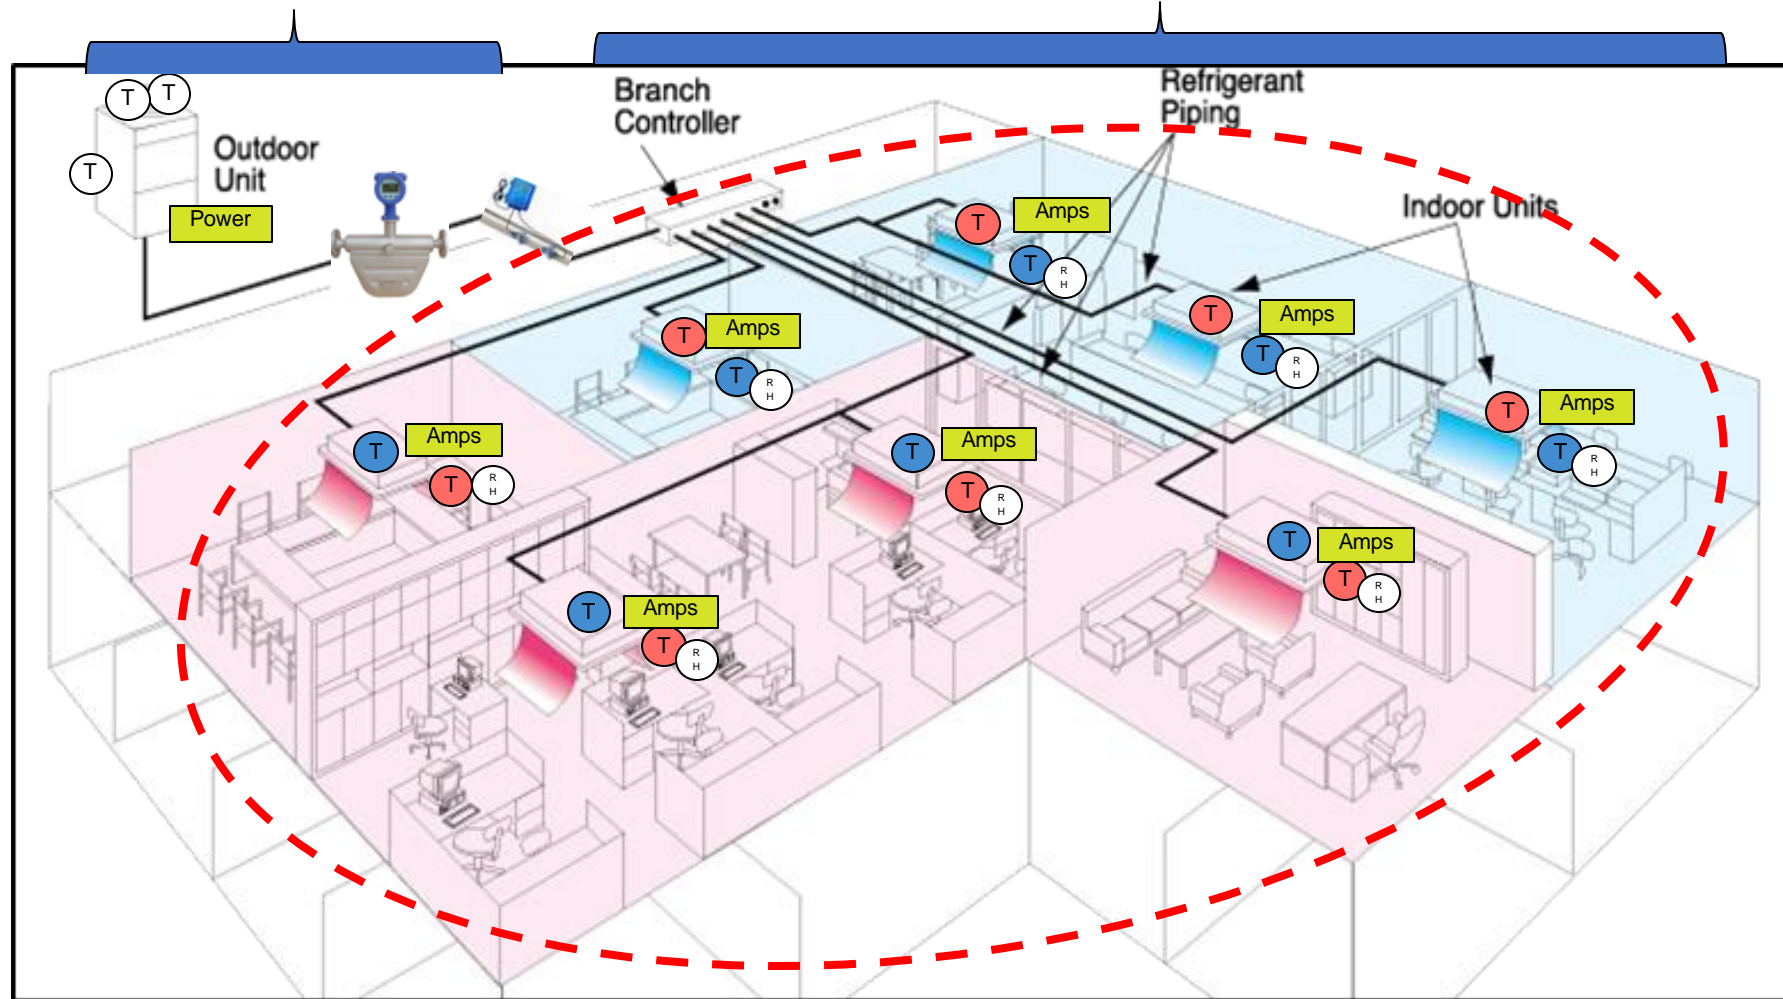 T
T
T
Outdoor
Unit
Power
Branch
Controller
Refrigerant
Piping
Indoor Units
T
Amps
T
R
H
T
Amps
T
R
H
T
Amps
T
R
H
T
Amps
T
R
H
T
Amps
T
R
H
T
Amps
T
R
H
T
Amps
T
R
H
T
Amps
T
R
H